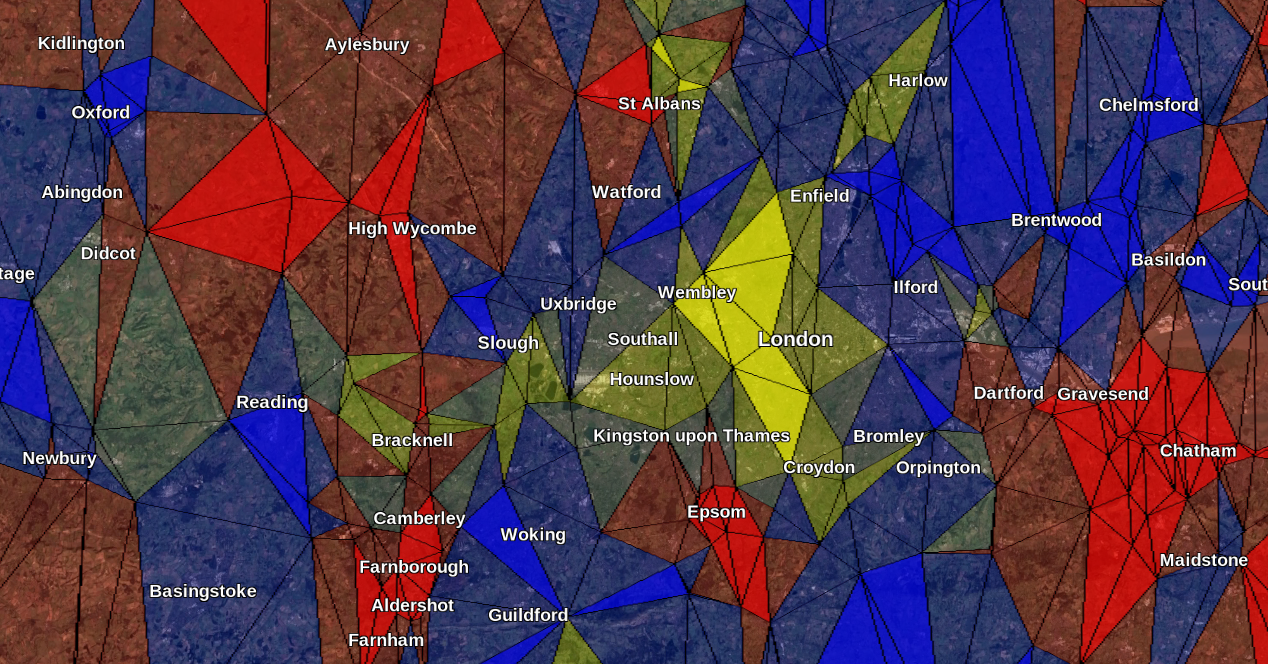 Kidlington
Aylesbury
Harlow
St Albans
Chelmsford
Oxford
Abingdon
Watford
Enfield
Brentwood
High Wycombe
Didcot
Basildon
tage
Ilford
Sout
Wembley
Uxbridge
Slough
Southall
London
Hounslow
Dartford
Gravesend
Reading
Bracknell
Kingston upon Thames
Bromley
Chatham
Newbury
Croydon
Orpington
Epsom
Camberley
Woking
Maidstone
Farnborough
Basingstoke
Aldershot
Guildford
Farnham